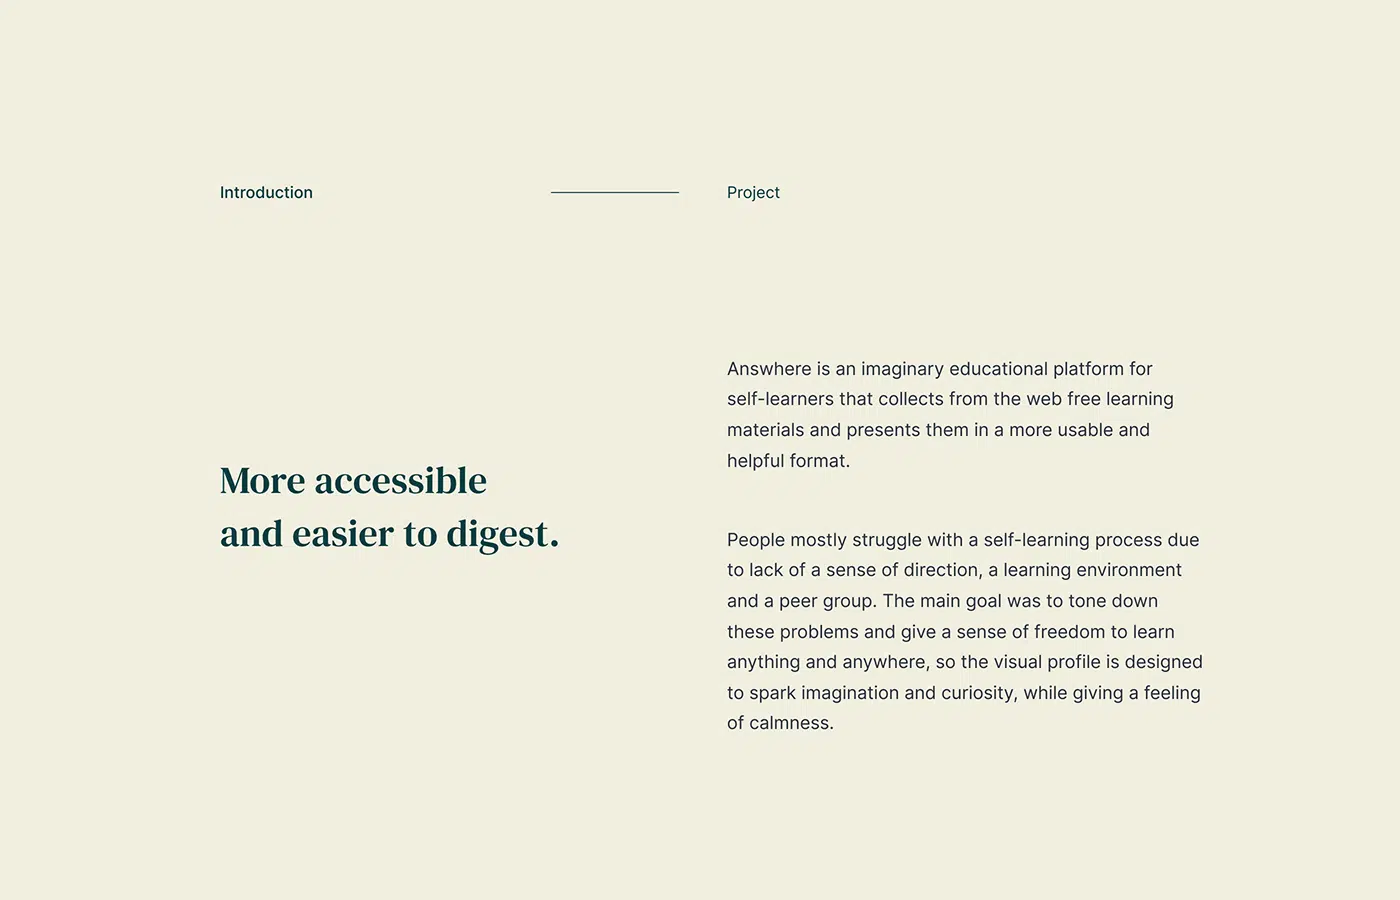 Introduction
Project
More accessible
and easier to digest.
Answhere is an imaginary educational platform for
self-learners that collects from the web free learning
materials and presents them in a more usable and
helpful format.
People mostly struggle with a self-learning process due
to lack of a sense of direction, a learning environment
and a peer group. The main goal was to tone down
these problems and give a sense of freedom to learn
anything and anywhere, so the visual profile is designed
to spark imagination and curiosity, while giving a feeling
of calmness.